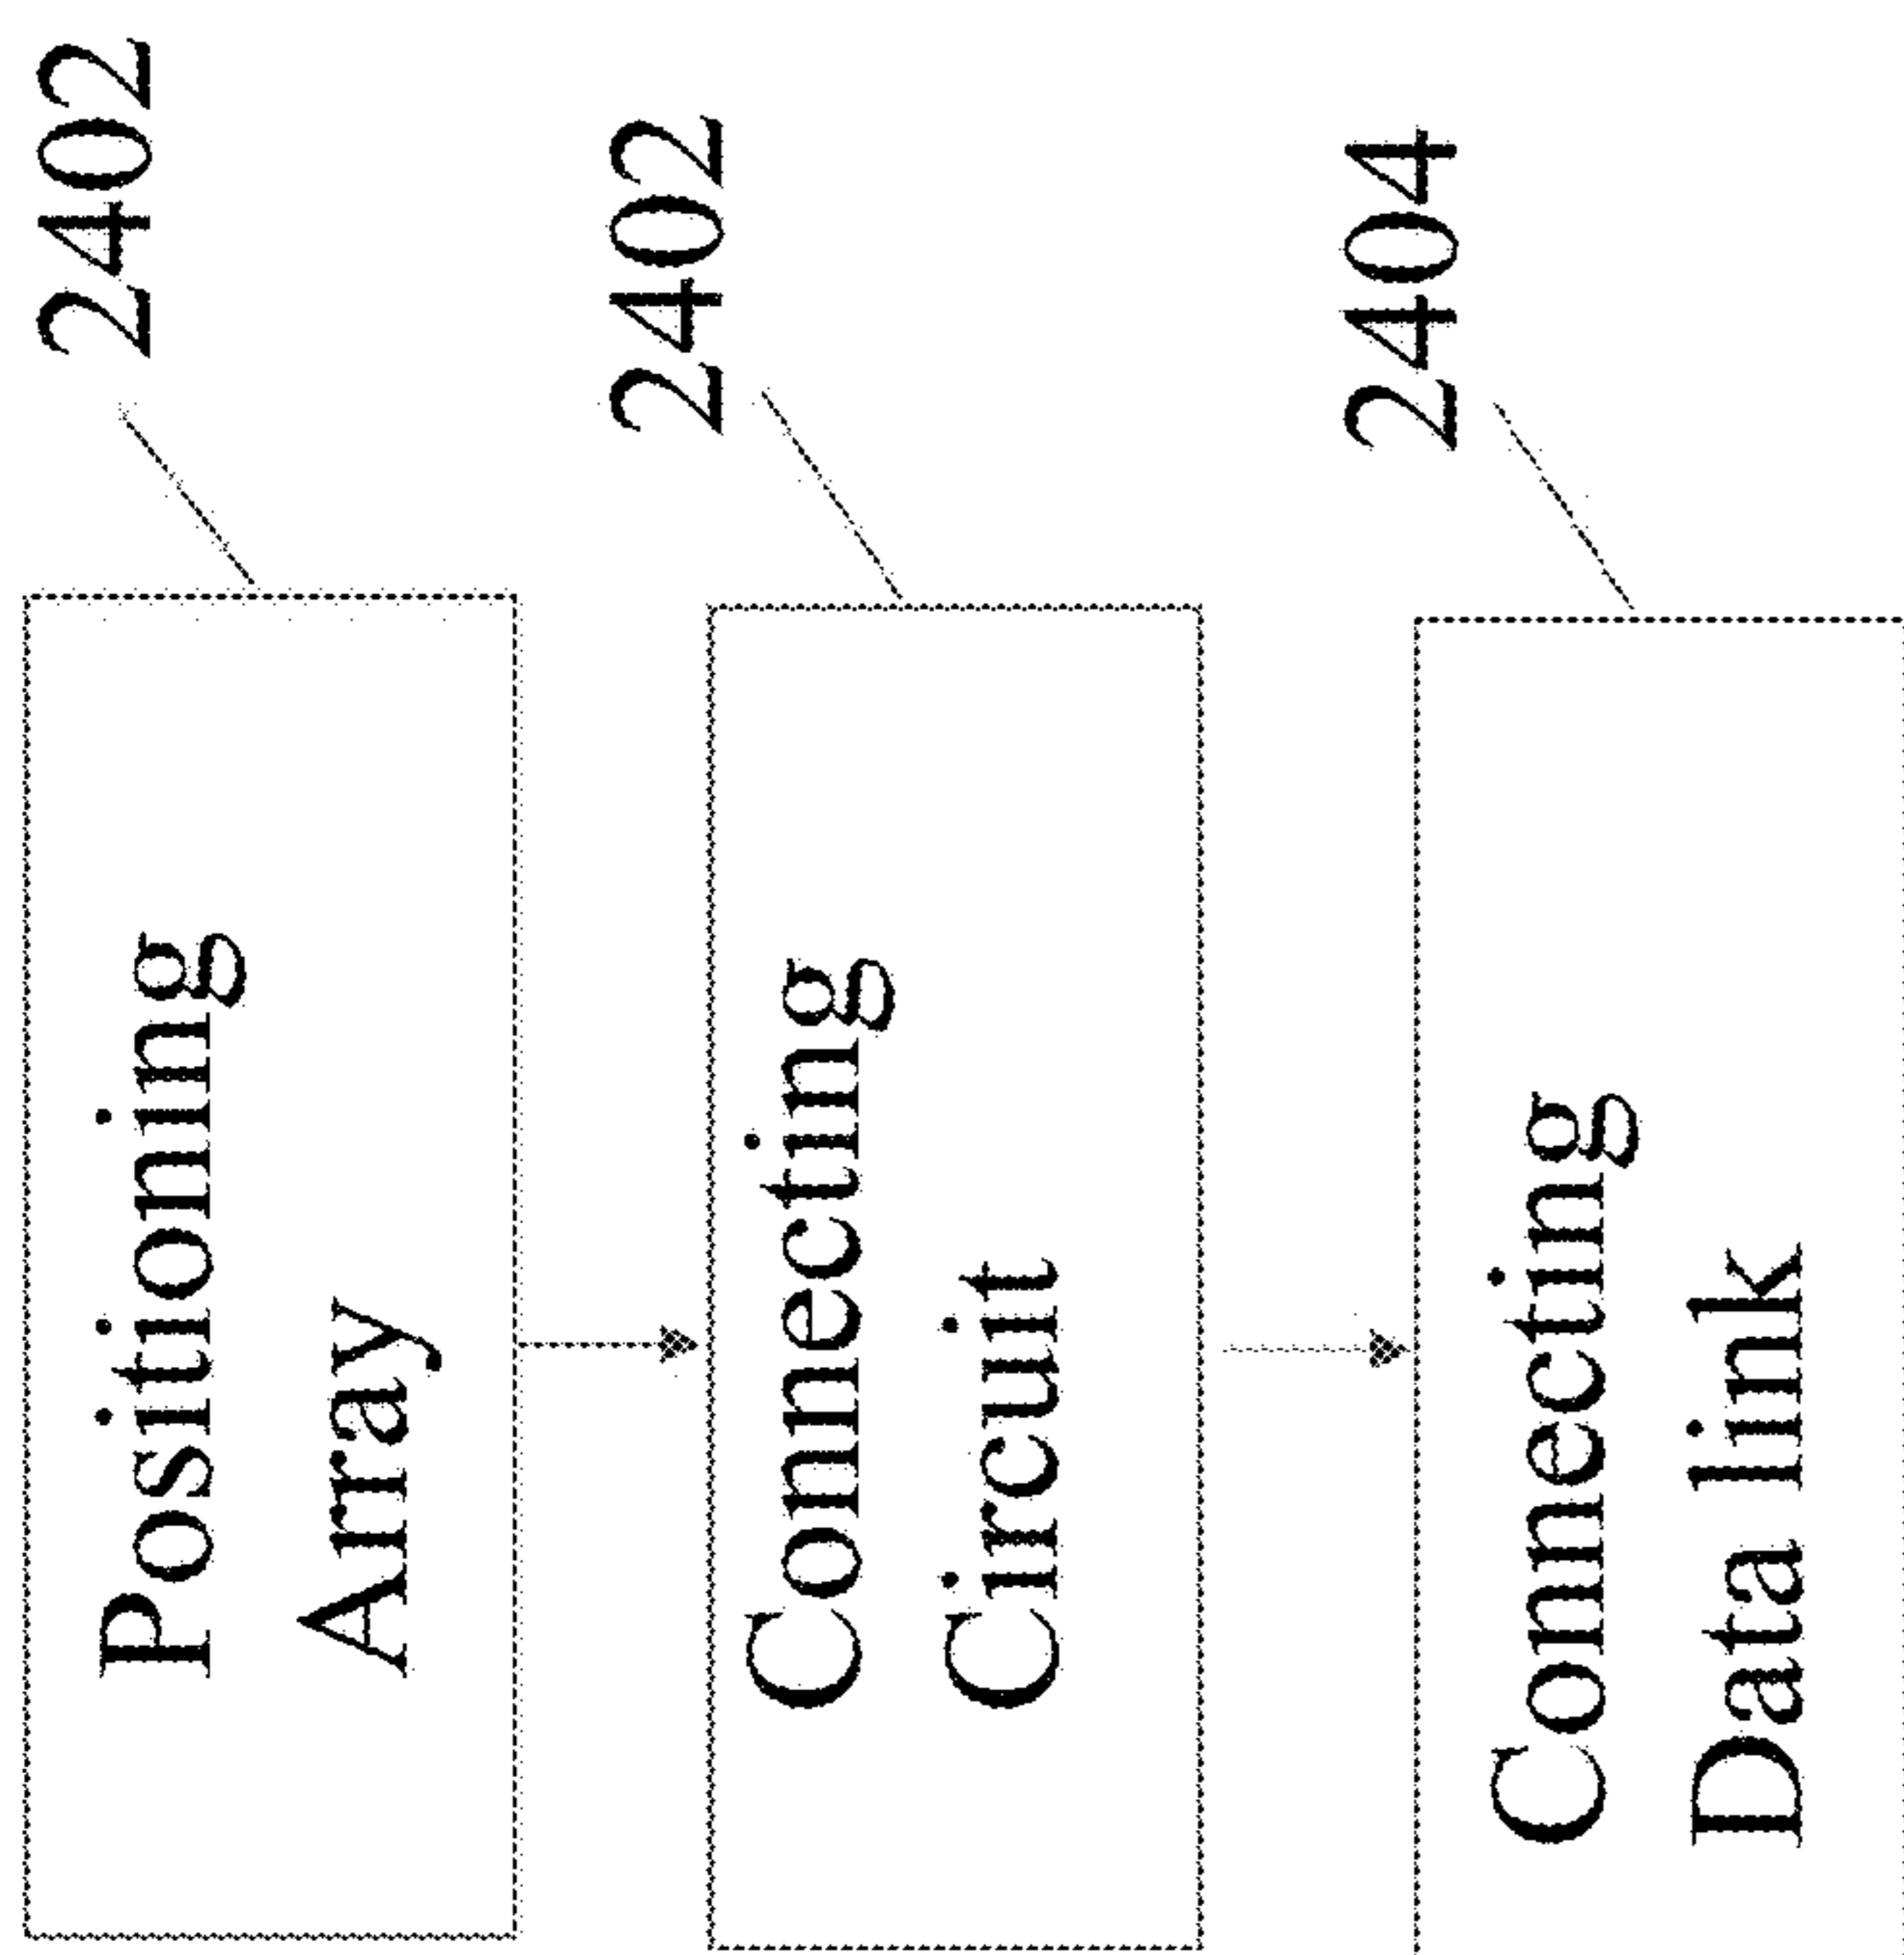 2402
Positioning
Array
2402
Connecting
Circuit
2404
Connecting
Data link